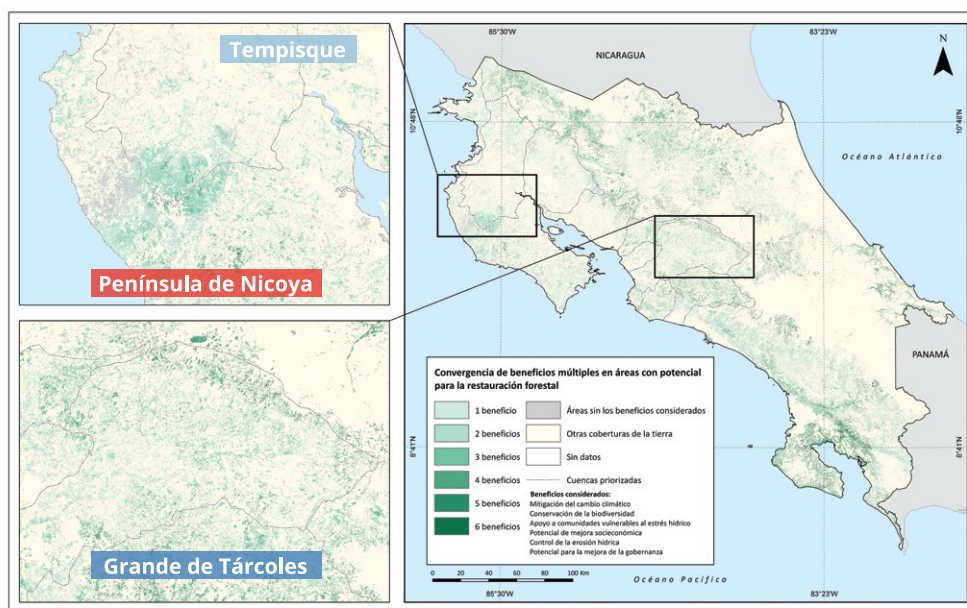 Tempisque
Península de Nicoya
Grande de Tárcoles
85°30'W
83°23'W
N
NICARAGUA
10°48'N
10°48'N
Océano Atlántico
PANAMÁ
8°41'N
8°41'N
Convergencia de beneficios múltiples en áreas con potencial
para la restauración forestal
1 beneficio
2 beneficios
3 beneficios
4 beneficios
5 beneficios
6 beneficios
Áreas sin los beneficios considerados
Otras coberturas de la tierra
Sin datos
Cuencas priorizadas
Beneficios considerados:
Mitigación del cambio climático
Conservación de la biodiversidad
Apoyo a comunidades vulnerables al estrés hídrico
Potencial de mejora socioeconómica
Control de la erosión hídrica
Potencial para la mejora de la gobernanza
0 20 40 60 80 100 Km
Océano Pacífico
85°30'W
83°23'W